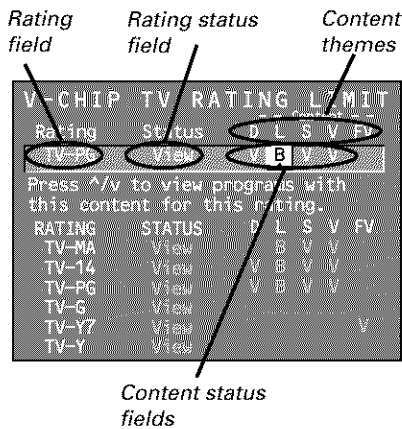 Rating field
Rating status field
Content themes
V-CHIP TV RATING LIMIT
- - Content - -
Rating Status D L S V FV
TV-PG View V B V V
Press ^/v to view programs with
this content for this rating.
RATING STATUS D L S V FV
TV-MA View B V V
TV-14 View V B V V
TV-PG View V B V V
TV-G View
TV-Y7 View V
TV-Y View
Content status fields